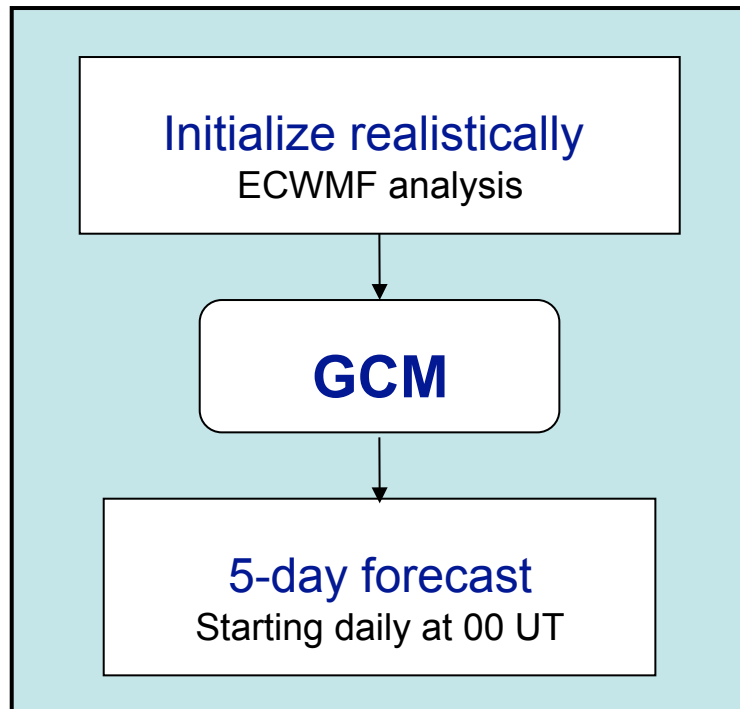 Initialize realistically
ECWMF analysis
GCM
5-day forecast
Starting daily at 00 UT